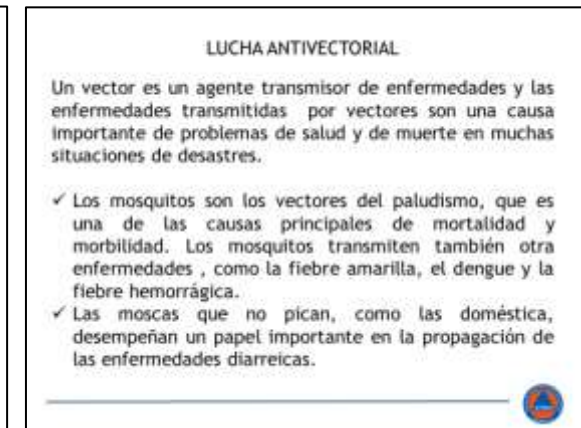 LUCHA ANTIVECTORIAL
Un vector es un agente transmisor de enfermedades y las
enfermedades transmitidas por vectores son una causa
importante de problemas de salud y de muerte en muchas
situaciones de desastres.
✓ Los mosquitos son los vectores del paludismo, que es
una de las causas principales de mortalidad y
morbilidad. Los mosquitos transmiten también otra
enfermedades , como la fiebre amarilla, el dengue y la
fiebre hemorrágica.
✓ Las moscas que no pican, como las doméstica,
desempeñan un papel importante en la propagación de
las enfermedades diarreicas.